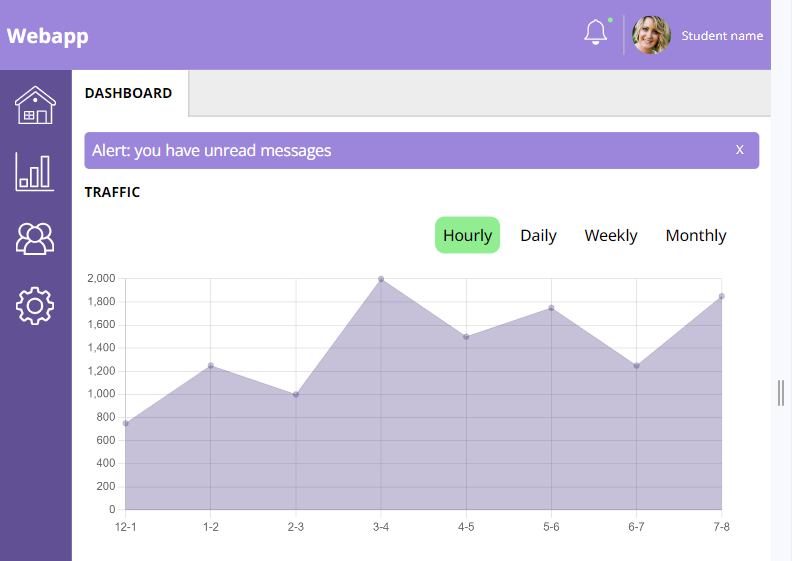 Webapp
Student name
DASHBOARD
Alert: you have unread messages X
TRAFFIC
Hourly Daily Weekly Monthly
2,000
1,800
1,600
1,400
1,200
1,000
800
600
400
200
0
12-1 1-2 2-3 3-4 4-5 5-6 6-7 7-8